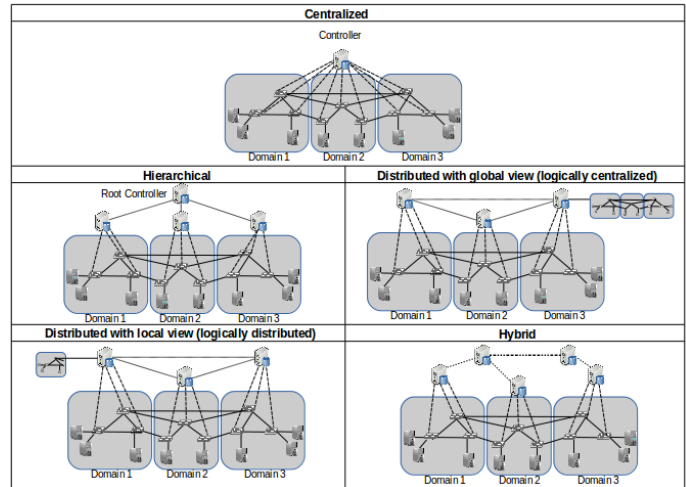 Centralized
Controller
Domain 1 Domain 2 Domain 3
Hierarchical
Root Controller
Domain 1 Domain 2 Domain 3
Distributed with global view (logically centralized)
Domain 1 Domain 2 Domain 3
Distributed with local view (logically distributed)
Domain 1 Domain 2 Domain 3
Hybrid
Domain 1 Domain 2 Domain 3